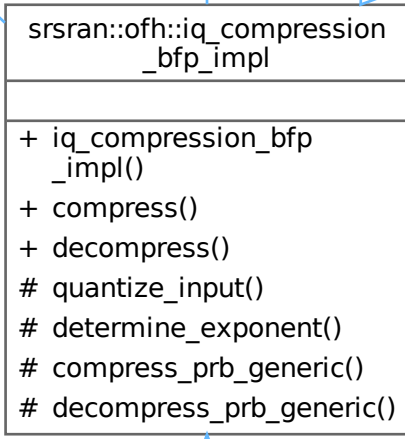 srsran::ofh::iq_compression
_bfp_impl
+ iq_compression_bfp
_impl()
+ compress()
+ decompress()
# quantize_input()
# determine_exponent()
# compress_prb_generic()
# decompress_prb_generic()